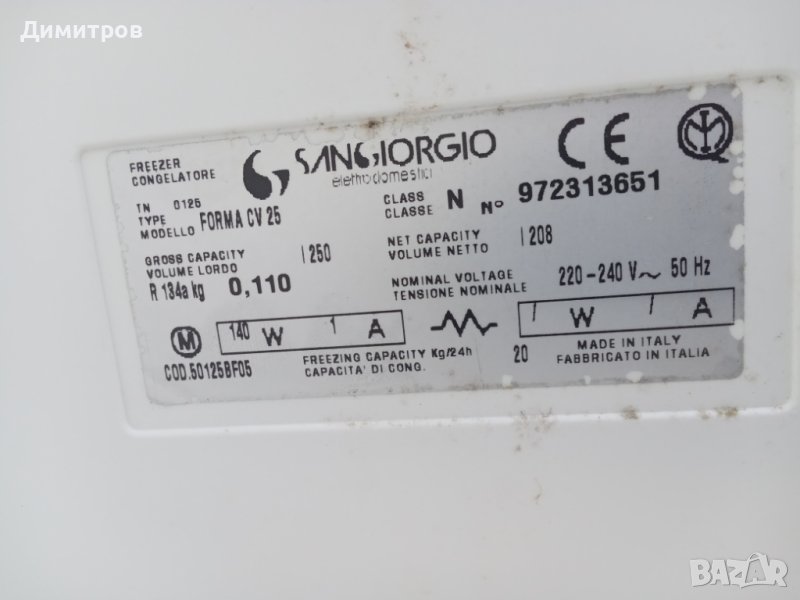 Димитров
FREEZER
CONGELATORE
SANGIORGIO
elettrodomestici
CE
TN 0125
TYPE
MODELLO FORMA CV 25
CLASS
CLASSE N N° 972313651
GROSS CAPACITY
VOLUME LORDO l 250
NET CAPACITY
VOLUME NETTO l 208
R 134a kg 0,110
NOMINAL VOLTAGE
TENSIONE NOMINALE 220-240 V~ 50 Hz
M 140 W 1 A
/ W / A
COD.50125BF05
FREEZING CAPACITY Kg/24h
CAPACITA' DI CONG. 20
MADE IN ITALY
FABBRICATO IN ITALIA
BAZAR